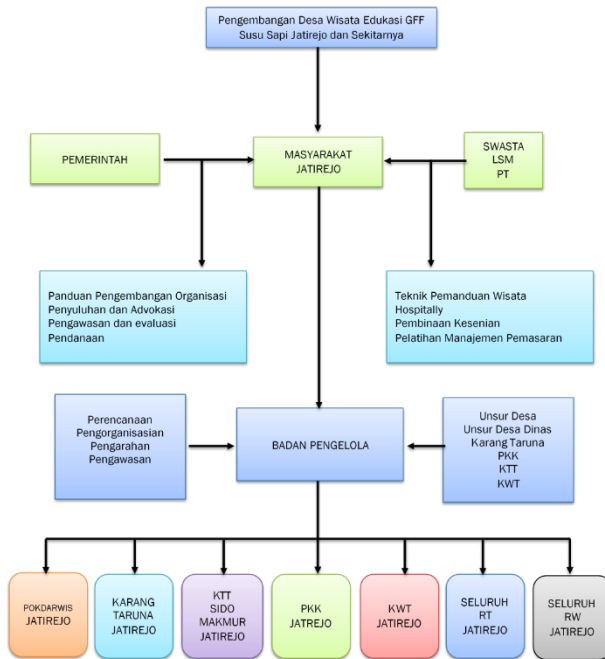 Pengembangan Desa Wisata Edukasi GFF
Susu Sapi Jatirejo dan Sekitarnya
PEMERINTAH
MASYARAKAT
JATIREJO
SWASTA
LSM
PT
Panduan Pengembangan Organisasi
Penyuluhan dan Advokasi
Pengawasan dan evaluasi
Pendanaan
Teknik Pemanduan Wisata
Hospitally
Pembinaan Kesenian
Pelatihan Manajemen Pemasaran
Perencanaan
Pengorganisasian
Pengarahan
Pengawasan
BADAN PENGELOLA
Unsur Desa
Unsur Desa Dinas
Karang Taruna
PKK
KTT
KWT
POKDARWIS
JATIREJO
KARANG
TARUNA
JATIREJO
KTT
SIDO
MAKMUR
JATIREJO
PKK
JATREJO
KWT
JATIREJO
SELURUH
RT
JATIREJO
SELURUH
RW
JATIREJO